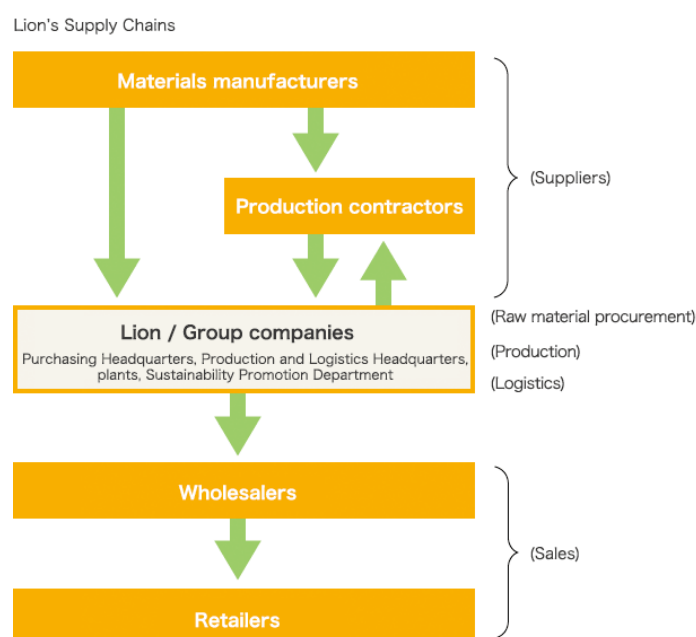 Lion's Supply Chains
Materials manufacturers
(Suppliers)
Production contractors
Lion / Group companies
Purchasing Headquarters, Production and Logistics Headquarters,
plants, Sustainability Promotion Department
(Raw material procurement)
(Production)
(Logistics)
Wholesalers
(Sales)
Retailers